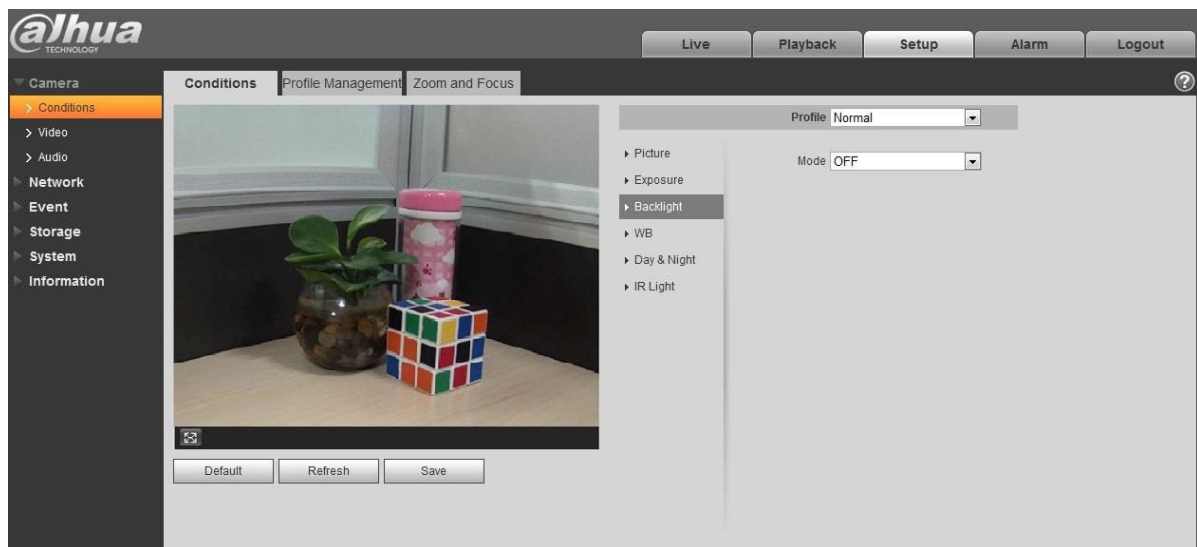 alhua
TECHNOLOGY
Live
Playback
Setup
Alarm
Logout
Camera
Conditions
Video
Audio
Network
Event
Storage
System
Information
Conditions
Profile Management
Zoom and Focus
?
Default
Refresh
Save
Profile Normal
Picture
Exposure
Backlight
WB
Day & Night
IR Light
Mode OFF